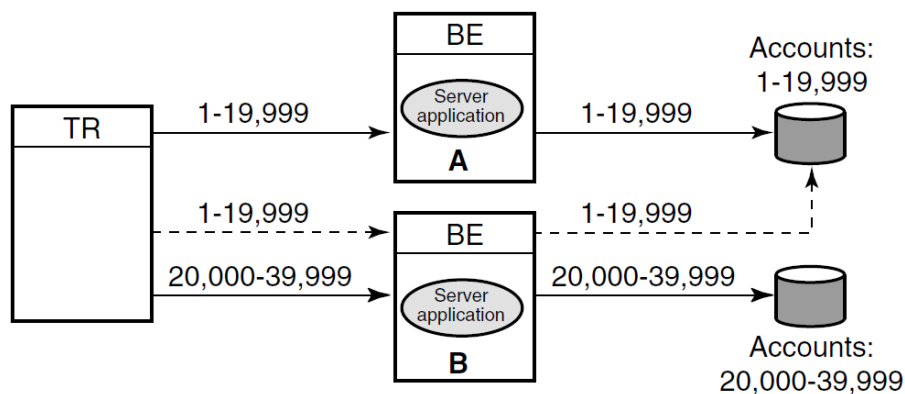 BE
Accounts:
1-19,999
TR
1-19,999
Server
application
1-19,999
A
1-19,999
BE
1-19,999
20,000-39,999
Server
application
20,000-39,999
B
Accounts:
20,000-39,999